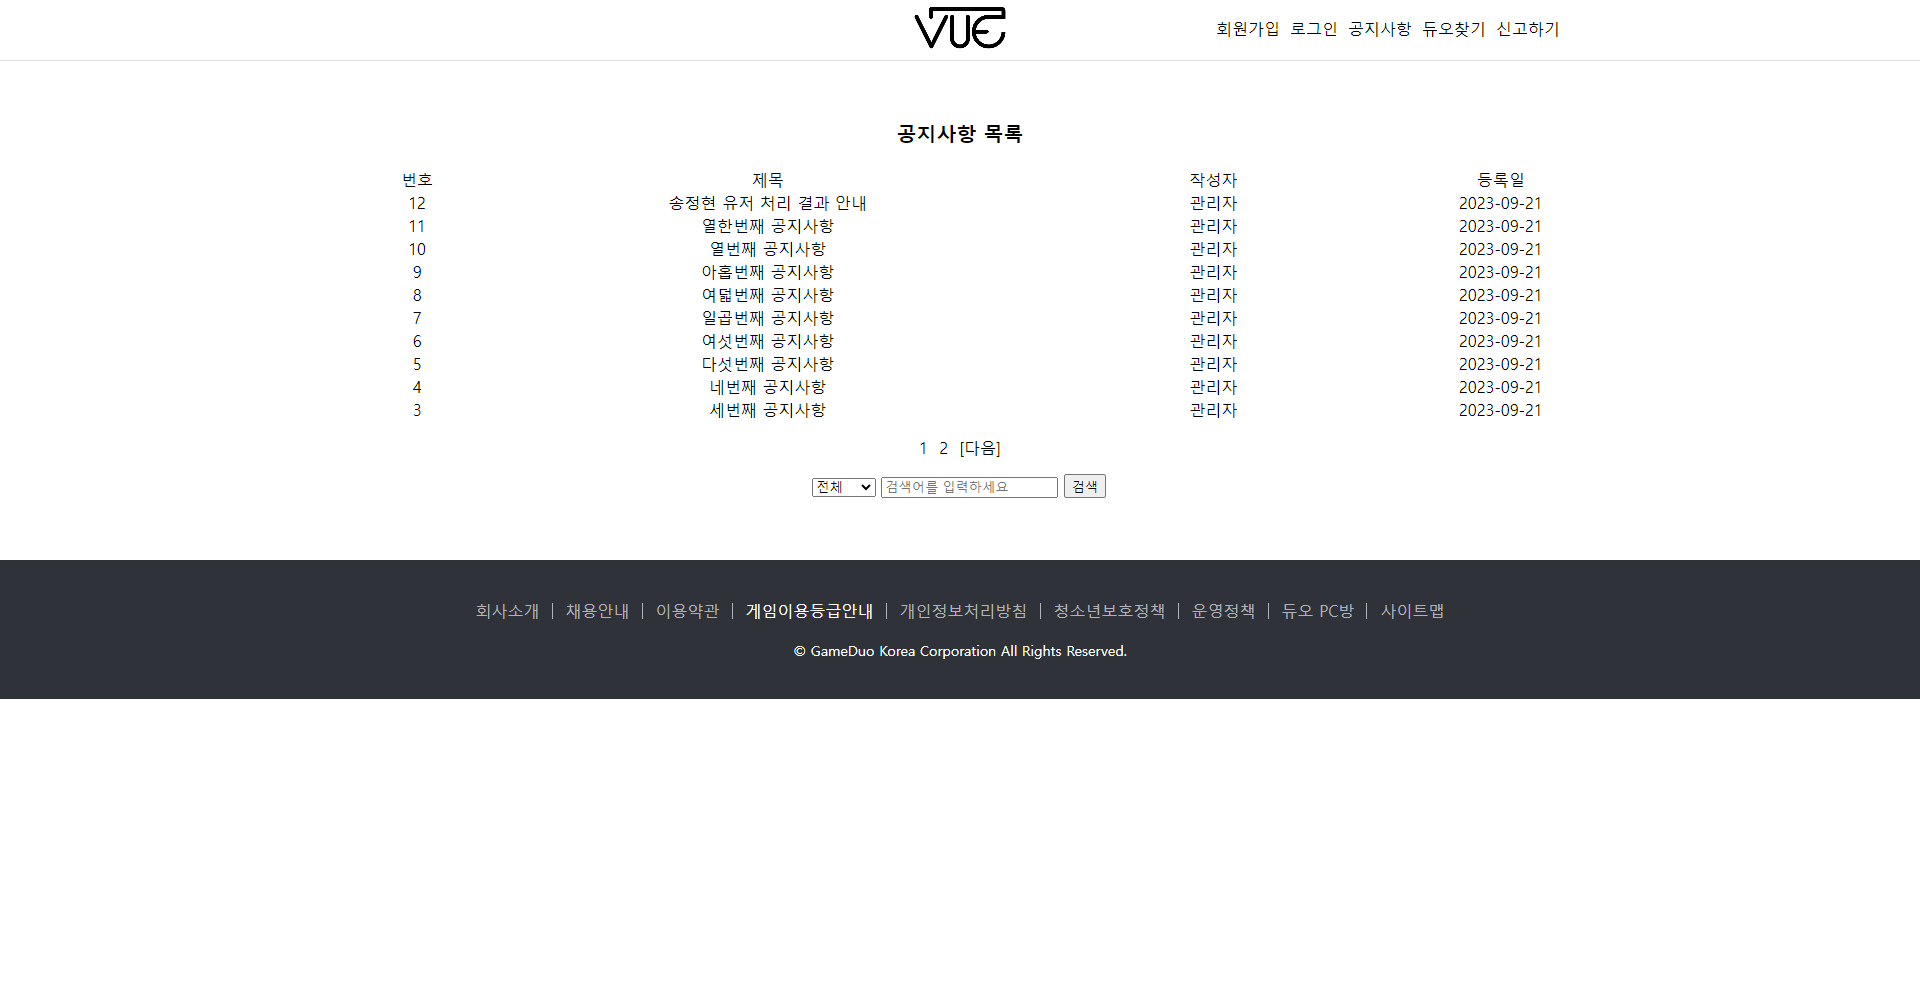 VUE
회원가입 로그인 공지사항 듀오찾기 신고하기
공지사항 목록
번호 제목 작성자 등록일
12 송정현 유저 처리 결과 안내 관리자 2023-09-21
11 열한번째 공지사항 관리자 2023-09-21
10 열번째 공지사항 관리자 2023-09-21
9 아홉번째 공지사항 관리자 2023-09-21
8 여덟번째 공지사항 관리자 2023-09-21
7 일곱번째 공지사항 관리자 2023-09-21
6 여섯번째 공지사항 관리자 2023-09-21
5 다섯번째 공지사항 관리자 2023-09-21
4 네번째 공지사항 관리자 2023-09-21
3 세번째 공지사항 관리자 2023-09-21
1 2 [다음]
전체 검색어를 입력하세요 검색
회사소개 | 채용안내 | 이용약관 | 게임이용등급안내 | 개인정보처리방침 | 청소년보호정책 | 운영정책 | 듀오 PC방 | 사이트맵
© GameDuo Korea Corporation All Rights Reserved.